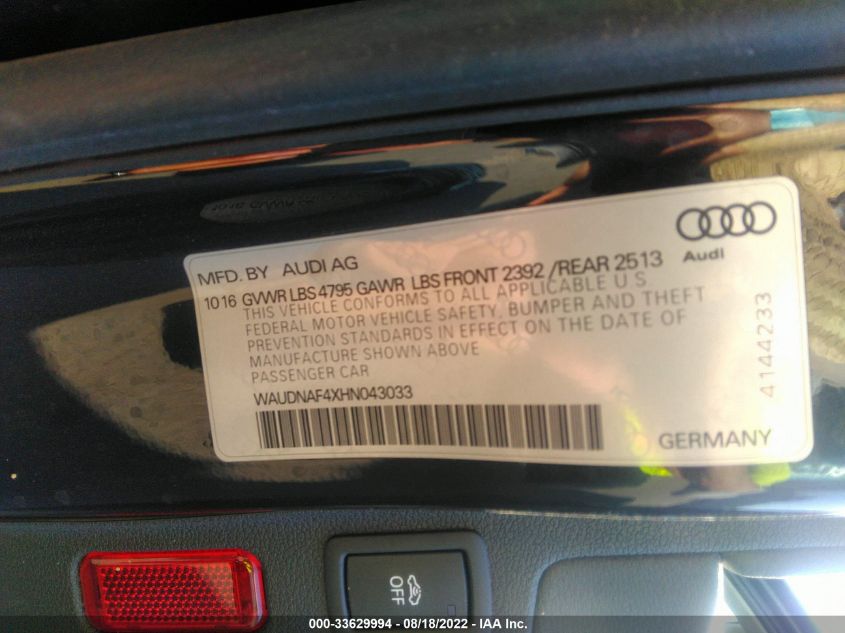 MFD. BY AUDI AG
Audi
10 16 GVWR LBS 4795 GAWR LBS FRONT 2392 /REAR 2513
THIS VEHICLE CONFORMS TO ALL APPLICABLE U S
FEDERAL MOTOR VEHICLE SAFETY, BUMPER AND THEFT
PREVENTION STANDARDS IN EFFECT ON THE DATE OF
MANUFACTURE SHOWN ABOVE
PASSENGER CAR
WAUDNAF4XHN043033
4144233
GERMANY
OFF
000-33629994 - 08/18/2022 - IAA Inc.